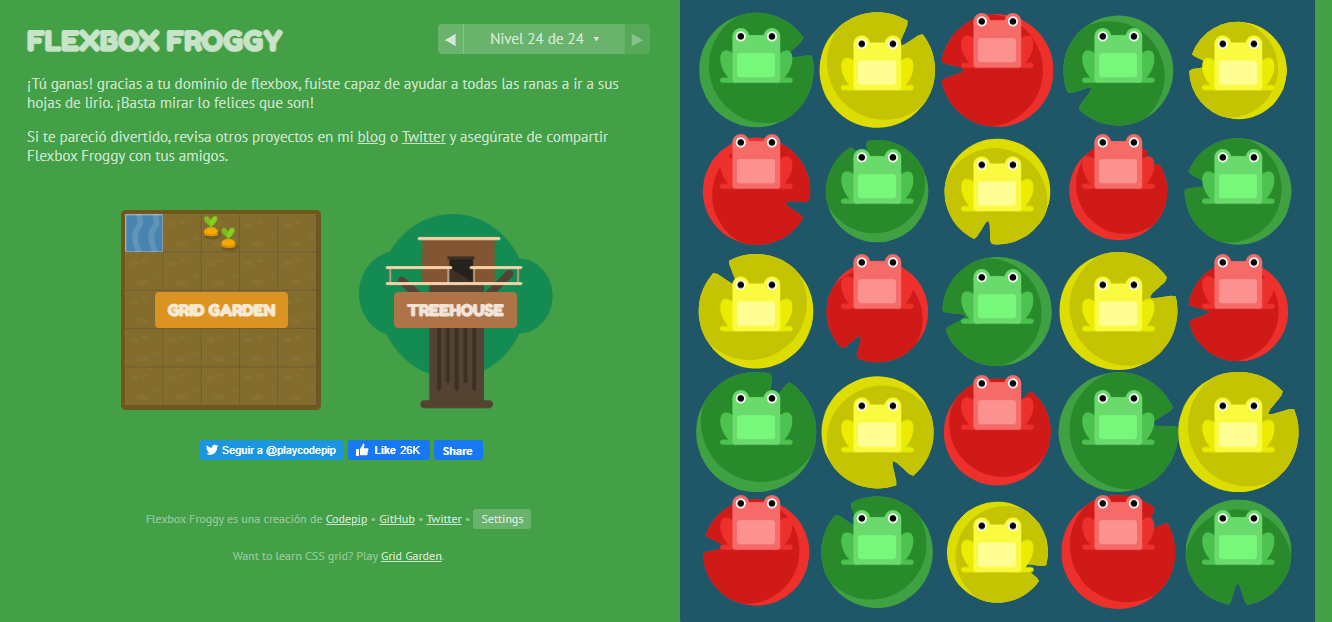 FLEXBOX FROGGY
Nivel 24 de 24
¡Tú ganas! gracias a tu dominio de flexbox, fuiste capaz de ayudar a todas las ranas a ir a sus
hojas de lirio. ¡Basta mirar lo felices que son!
Si te pareció divertido, revisa otros proyectos en mi blog o Twitter y asegúrate de compartir
Flexbox Froggy con tus amigos.
GRID GARDEN
TREEHOUSE
Seguir a @playcodepip
Like 26K
Share
Flexbox Froggy es una creación de Codepip • GitHub • Twitter • Settings
Want to learn CSS grid? Play Grid Garden.